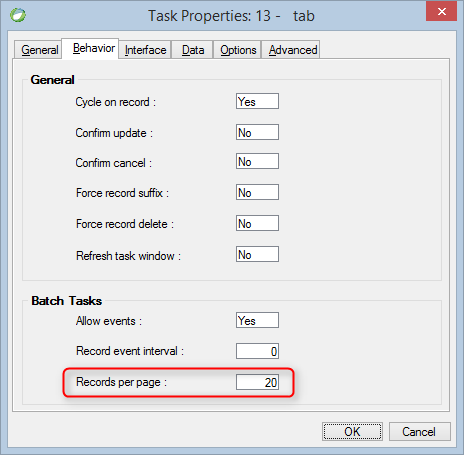 Task Properties: 13 - tab
General Behavior Interface Data Options Advanced
General
Cycle on record : Yes
Confirm update : No
Confirm cancel : No
Force record suffix : No
Force record delete : No
Refresh task window : No
Batch Tasks
Allow events : Yes
Record event interval : 0
Records per page : 20
OK Cancel